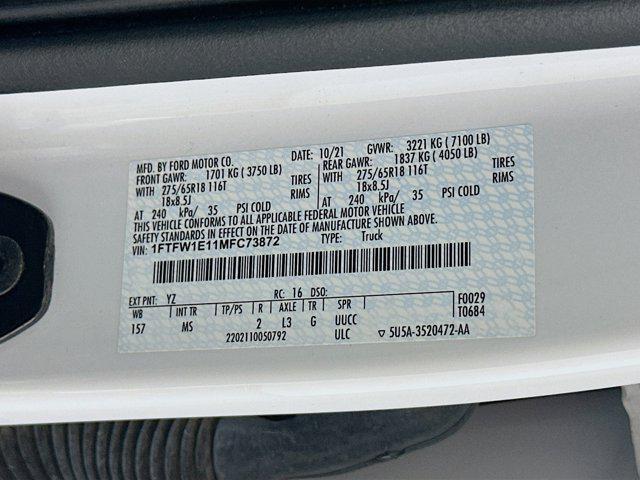 MFD. BY FORD MOTOR CO. DATE: 10/21 GVWR: 3221 KG ( 7100 LB)
FRONT GAWR: 1701 KG ( 3750 LB) REAR GAWR: 1837 KG ( 4050 LB)
WITH 275/65R18 116T TIRES WITH 275/65R18 116T TIRES
18x8.5J RIMS 18x8.5J RIMS
AT 240 kPa/ 35 PSI COLD AT 240 kPa/ 35 PSI COLD
THIS VEHICLE CONFORMS TO ALL APPLICABLE FEDERAL MOTOR VEHICLE
SAFETY STANDARDS IN EFFECT ON THE DATE OF MANUFACTURE SHOWN ABOVE.
VIN: 1FTFW1E11MFC73872 TYPE: Truck
EXT PNT: YZ RC: 16 DSO: F0029
WB INT TR TP/PS R AXLE TR SPR T0684
157 MS 2 L3 G UUCC
2202110050792 ULC ▽ 5U5A-3520472-AA